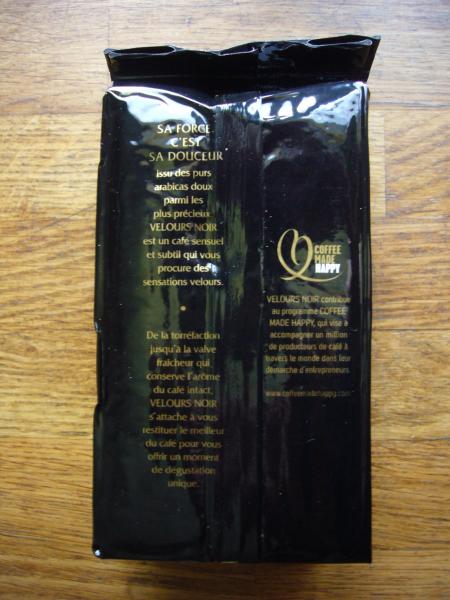 SA FORCE
C'EST
SA DOUCEUR
Issu des purs
arabicas doux
parmi les
plus précieux
VELOURS NOIR
est un café sensuel
et subtil qui vous
procure des
sensations velours.
De la torréfaction
jusqu'à la valve
fraîcheur qui
conserve l'arôme
du café intact,
VELOURS NOIR
s'attache à vous
restituer le meilleur
du café pour vous
offrir un moment
de dégustation
unique.
COFFEE
MADE
HAPPY
VELOURS NOIR contribue
au programme COFFEE
MADE HAPPY, qui vise à
accompagner un million
de producteurs de café à
travers le monde dans leur
démarche d'entrepreneurs.
www.coffeemadehappy.com